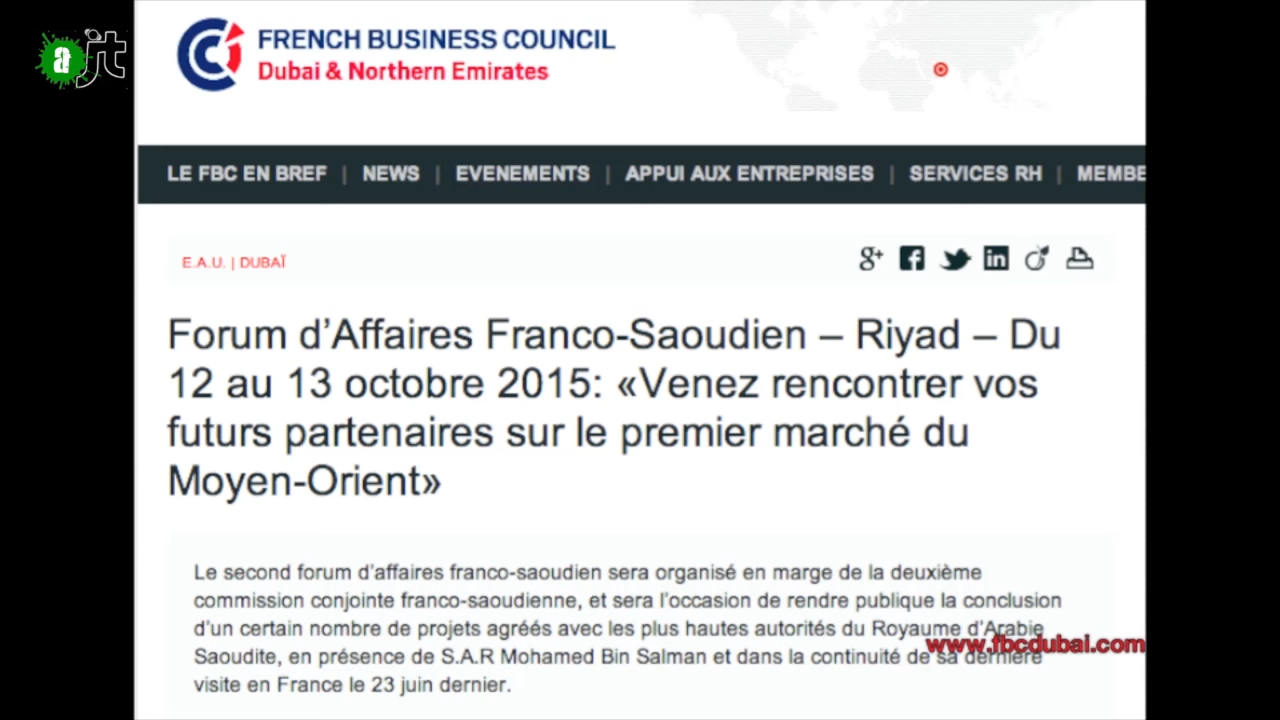 a jt
FRENCH BUSINESS COUNCIL
Dubai & Northern Emirates
LE FBC EN BREF | NEWS | EVENEMENTS | APPUI AUX ENTREPRISES | SERVICES RH | MEMBE
E.A.U. | DUBAÏ
g+ f in
Forum d’Affaires Franco-Saoudien – Riyad – Du
12 au 13 octobre 2015: «Venez rencontrer vos
futurs partenaires sur le premier marché du
Moyen-Orient»
Le second forum d’affaires franco-saoudien sera organisé en marge de la deuxième
commission conjointe franco-saoudienne, et sera l’occasion de rendre publique la conclusion
d’un certain nombre de projets agréés avec les plus hautes autorités du Royaume d’Arabie
www.fbcdubai.com
Saoudite, en présence de S.A.R Mohamed Bin Salman et dans la continuité de sa dernière
visite en France le 23 juin dernier.